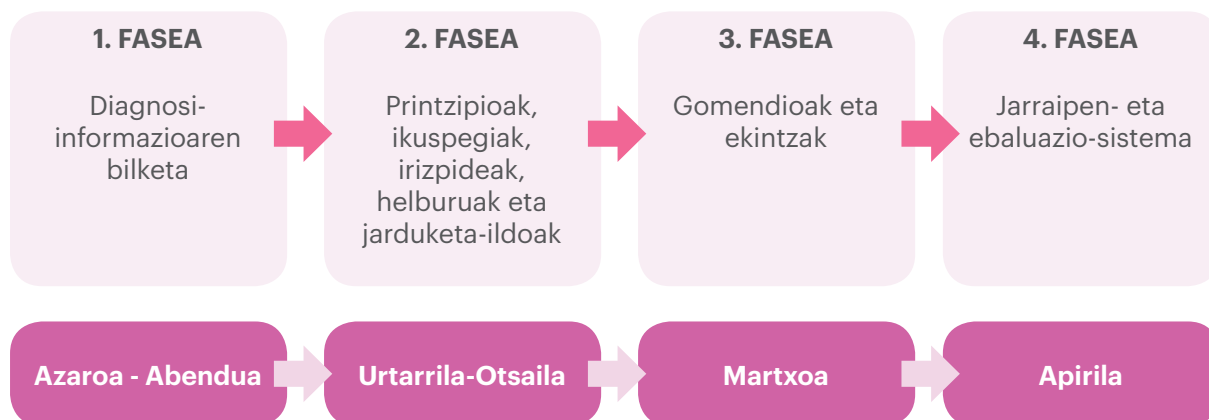 1. FASEA
Diagnosi-
informazioaren
bilketa
2. FASEA
Printzipioak,
ikuspegiak,
irizpideak,
helburuak eta
jarduketa-ildoak
3. FASEA
Gomendioak eta
ekintzak
4. FASEA
Jarraipen- eta
ebaluazio-sistema
Azaroa - Abendua
Urtarrila-Otsaila
Martxoa
Apirila